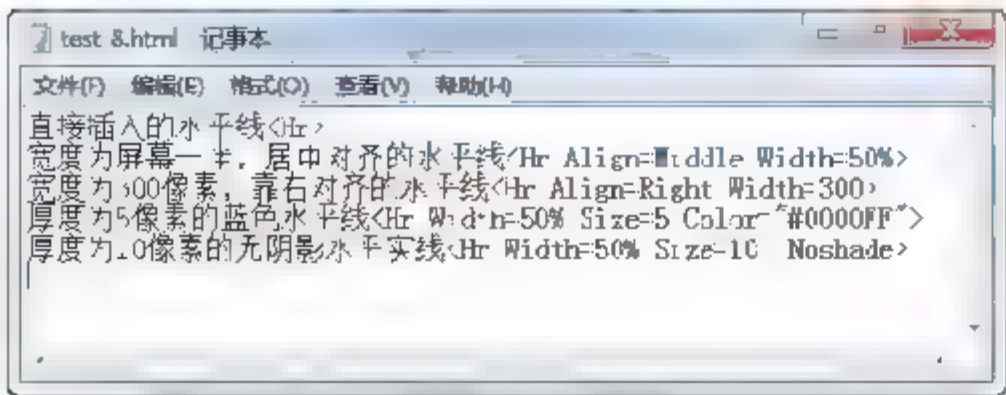 test 8.html 记事本
文件(F) 编辑(E) 格式(O) 查看(V) 帮助(H)
直接插入的水平线<Hr>
宽度为屏幕一半，居中对齐的水平线<Hr Align=Middle Width=50%>
宽度为300像素，靠右对齐的水平线<Hr Align=Right Width=300>
厚度为5像素的蓝色水平线<Hr Width=50% Size=5 Color="#0000FF">
厚度为10像素的无阴影水平实线<Hr Width=50% Size=10 Noshade>